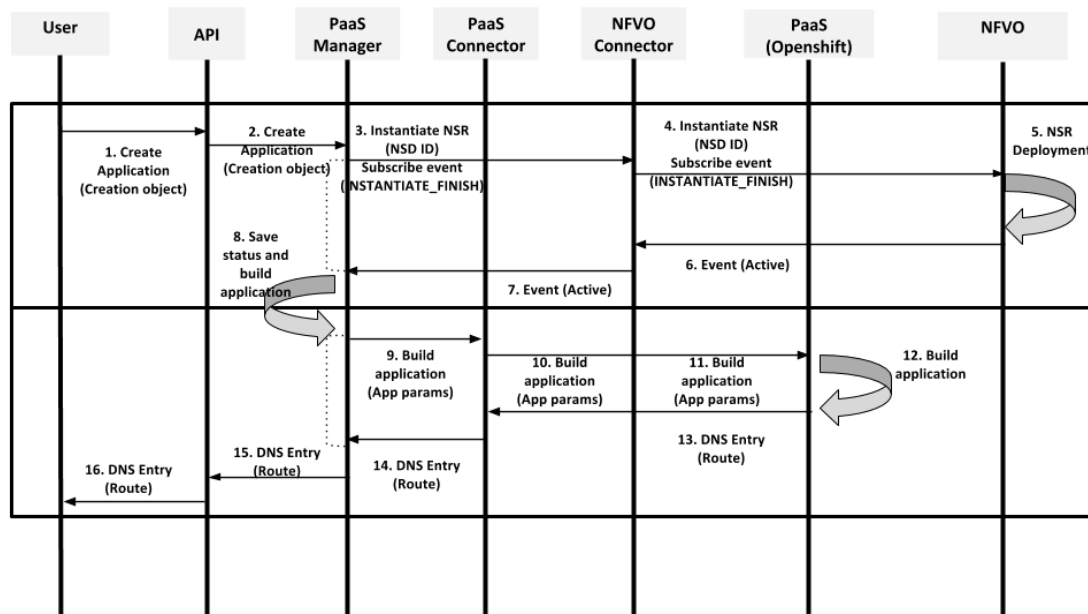 User
API
PaaS
Manager
PaaS
Connector
NFVO
Connector
PaaS
(Openshift)
NFVO
1. Create
Application
(Creation object)
2. Create
Application
(Creation object)
3. Instantiate NSR
(NSD ID)
Subscribe event
(INSTANTIATE_FINISH)
4. Instantiate NSR
(NSD ID)
Subscribe event
(INSTANTIATE_FINISH)
5. NSR
Deployment
6. Event (Active)
7. Event (Active)
8. Save
status and
build
application
9. Build
application
(App params)
10. Build
application
(App params)
11. Build
application
(App params)
12. Build
application
13. DNS Entry
(Route)
14. DNS Entry
(Route)
15. DNS Entry
(Route)
16. DNS Entry
(Route)